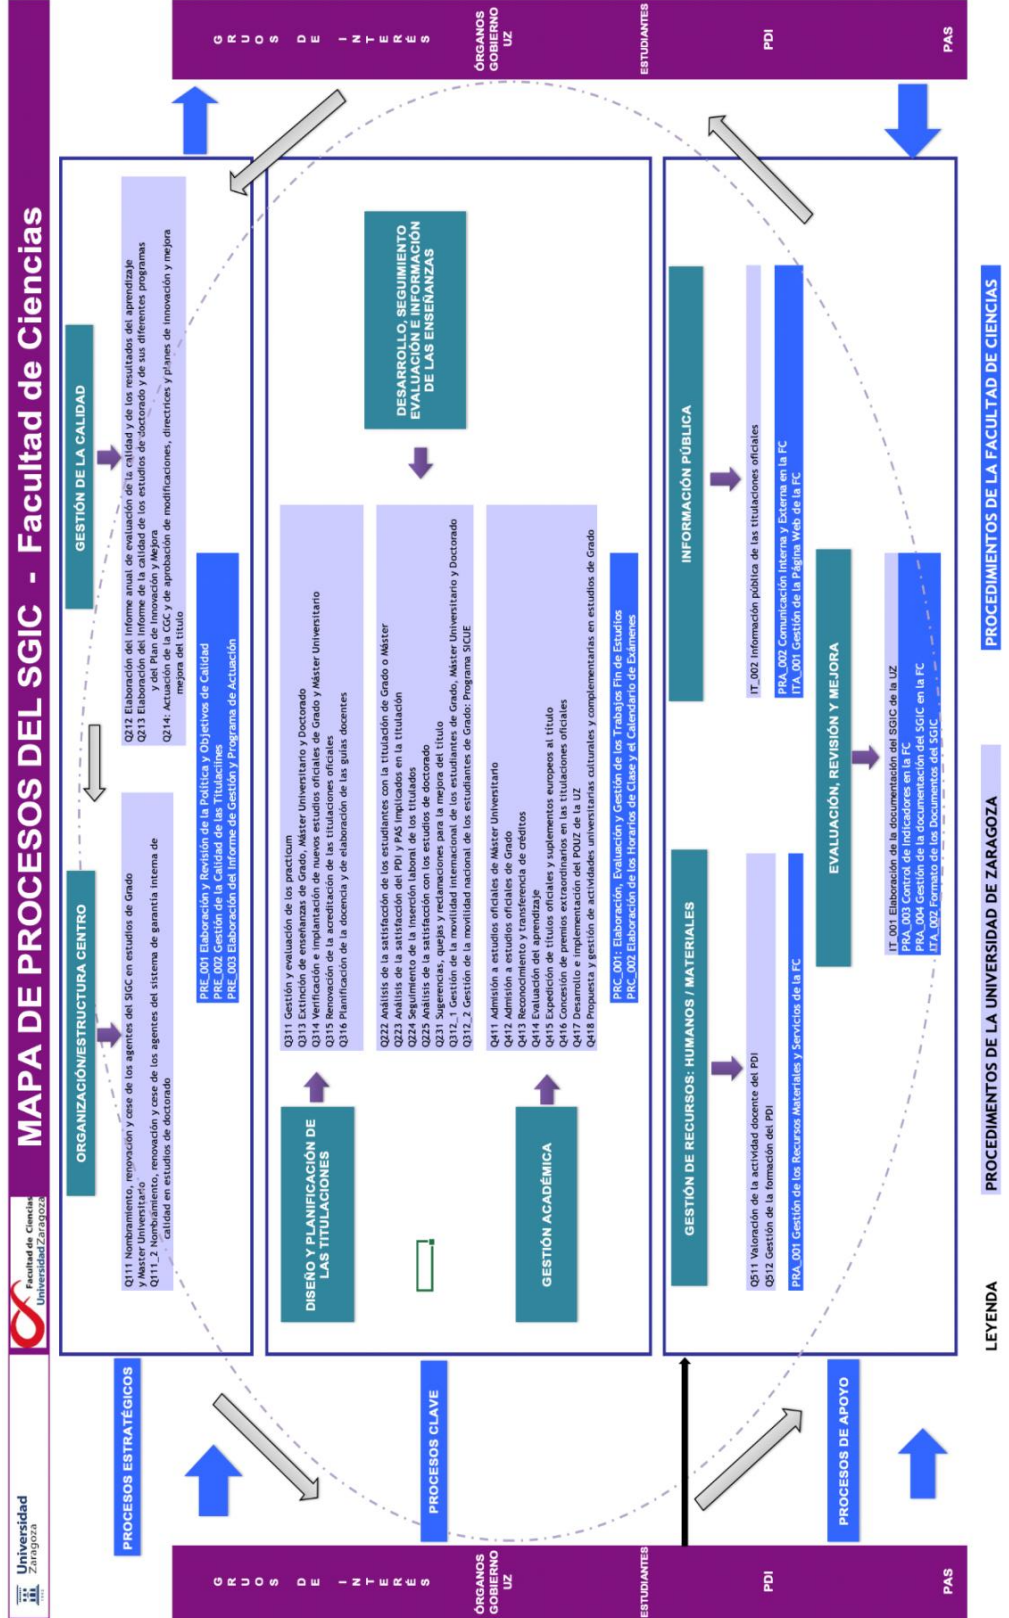 Universidad
Zaragoza
1542
Facultad de Ciencias
Universidad Zaragoza
MAPA DE PROCESOS DEL SGIC - Facultad de Ciencias
GRUOS DE INTERÉS
ÓRGANOS
GOBIERNO
UZ
ESTUDIANTES
PDI
PAS
PROCESOS ESTRATÉGICOS
ORGANIZACIÓN/ESTRUCTURA CENTRO
Q111 Nombramiento, renovación y cese de los agentes del SIGC en estudios de Grado
y Master Universitario
Q111_2 Nombramiento, renovación y cese de los agentes del sistema de garantía interna de
calidad en estudios de doctorado
GESTIÓN DE LA CALIDAD
Q212 Elaboración del Informe anual de evaluación de la calidad y de los resultados del aprendizaje
Q213 Elaboración del Informe de la calidad de los estudios de doctorado y de sus diferentes programas
y del Plan de Innovación y Mejora
Q214: Actuación de la CGC y de aprobación de modificaciones, directrices y planes de innovación y mejora
mejora del título
PRE_001 Elaboración y Revisión de la Política y Objetivos de Calidad
PRE_002 Gestión de la Calidad de las Titulaciines
PRE_003 Elaboración del Informe de Gestión y Programa de Actuación
PROCESOS CLAVE
DISEÑO Y PLANIFICACIÓN DE
LAS TITULACIONES
Q311 Gestión y evaluación de los practicum
Q313 Extinción de enseñanzas de Grado, Máster Universitario y Doctorado
Q314 Verificación e implantación de nuevos estudios oficiales de Grado y Máster Universitario
Q315 Renovación de la acreditación de las titulaciones oficiales
Q316 Planificación de la docencia y de elaboración de las guías docentes
DESARROLLO, SEGUIMIENTO
EVALUACIÓN E INFORMACIÓN
DE LAS ENSEÑANZAS
Q222 Análisis de la satisfacción de los estudiantes con la titulación de Grado o Máster
Q223 Análisis de la satisfacción del PDI y PAS Implicados en la titulación
Q224 Seguimiento de la inserción laboral de los titulados
Q225 Análisis de la satisfacción con los estudios de doctorado
Q231 Sugerencias, quejas y reclamaciones para la mejora del título
Q312_1 Gestión de la movilidad internacional de los estudiantes de Grado, Máster Universitario y Doctorado
Q312_2 Gestión de la movilidad nacional de los estudiantes de Grado: Programa SICUE
GESTIÓN ACADÉMICA
Q411 Admisión a estudios oficiales de Máster Universitario
Q412 Admisión a estudios oficiales de Grado
Q413 Reconocimiento y transferencia de créditos
Q414 Evaluación del aprendizaje
Q415 Expedición de títulos oficiales y suplementos europeos al título
Q416 Concesión de premios extraordinarios en las titulaciones oficiales
Q417 Desarrollo e implementación del POUZ de la UZ
Q418 Propuesta y gestión de actividades universitarias culturales y complementarias en estudios de Grado
PRC_001: Elaboración, Evaluación y Gestión de los Trabajos Fin de Estudios
PRC_002 Elaboración de los Horarios de Clase y el Calendario de Exámenes
PROCESOS DE APOYO
GESTIÓN DE RECURSOS: HUMANOS / MATERIALES
Q511 Valoración de la actividad docente del PDI
Q512 Gestión de la formación del PDI
PRA_001 Gestión de los Recursos Materiales y Servicios de la FC
INFORMACIÓN PÚBLICA
IT_002 Información pública de las titulaciones oficiales
PRA_002 Comunicación Interna y Externa en la FC
ITA_001 Gestión de la Página Web de la FC
EVALUACIÓN, REVISIÓN Y MEJORA
IT_001 Elaboración de la documentación del SGIC de la UZ
PRA_003 Control de Indicadores en la FC
PRA_004 Gestión de la documentación del SGIC en la FC
ITA_002 Formato de los Documentos del SGIC
GRUOS DE INTERÉS
ÓRGANOS
GOBIERNO
UZ
ESTUDIANTES
PDI
PAS
LEYENDA
PROCEDIMIENTOS DE LA UNIVERSIDAD DE ZARAGOZA
PROCEDIMIENTOS DE LA FACULTAD DE CIENCIAS